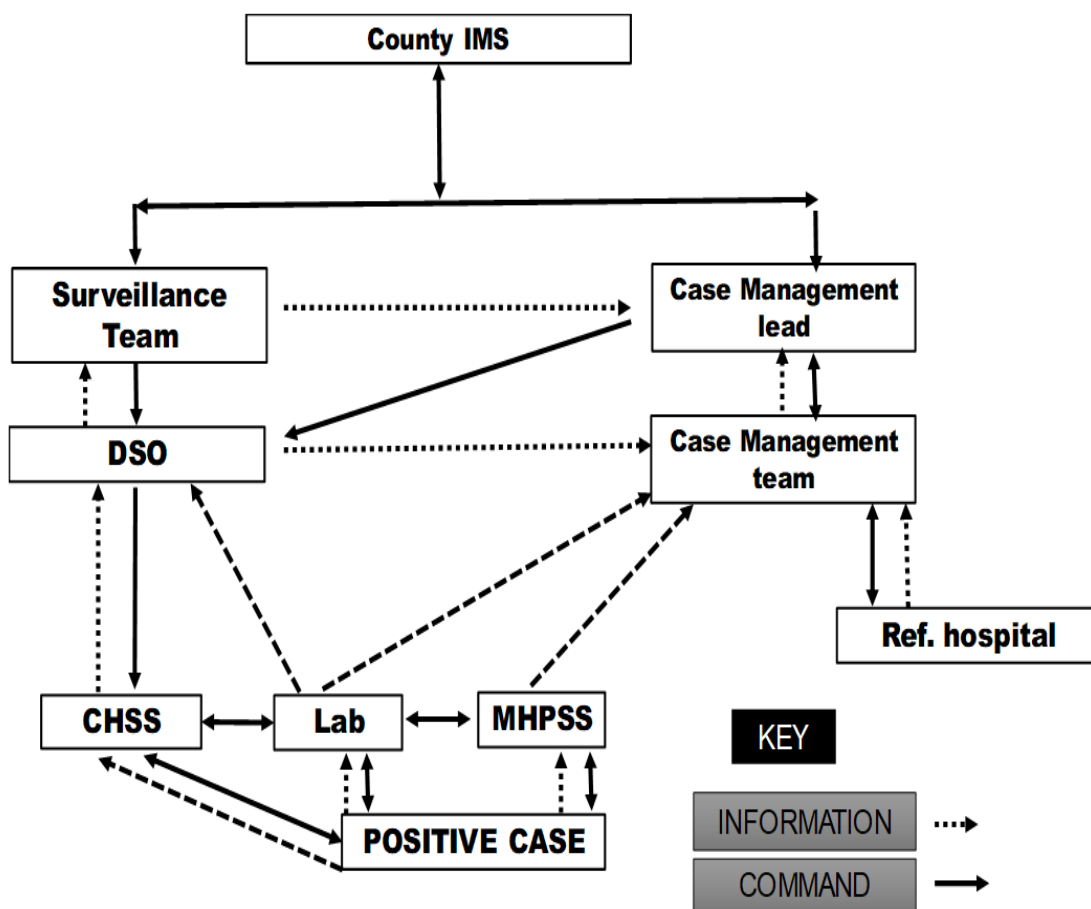 County IMS
Surveillance
Team
Case Management
lead
DSO
Case Management
team
Ref. hospital
CHSS
Lab
MHPSS
KEY
POSITIVE CASE
INFORMATION
COMMAND